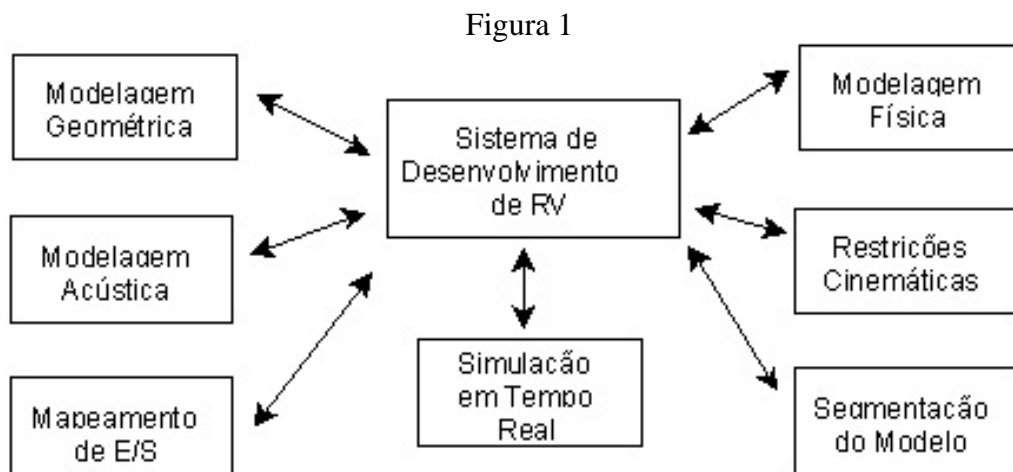 Figura 1
Modelagem
Geométrica
Sistema de
Desenvolvimento
de RV
Modelagem
Física
Modelagem
Acústica
Restrições
Cinemáticas
Mapeamento
de E/S
Simulação
em Tempo
Real
Segmentação
do Modelo